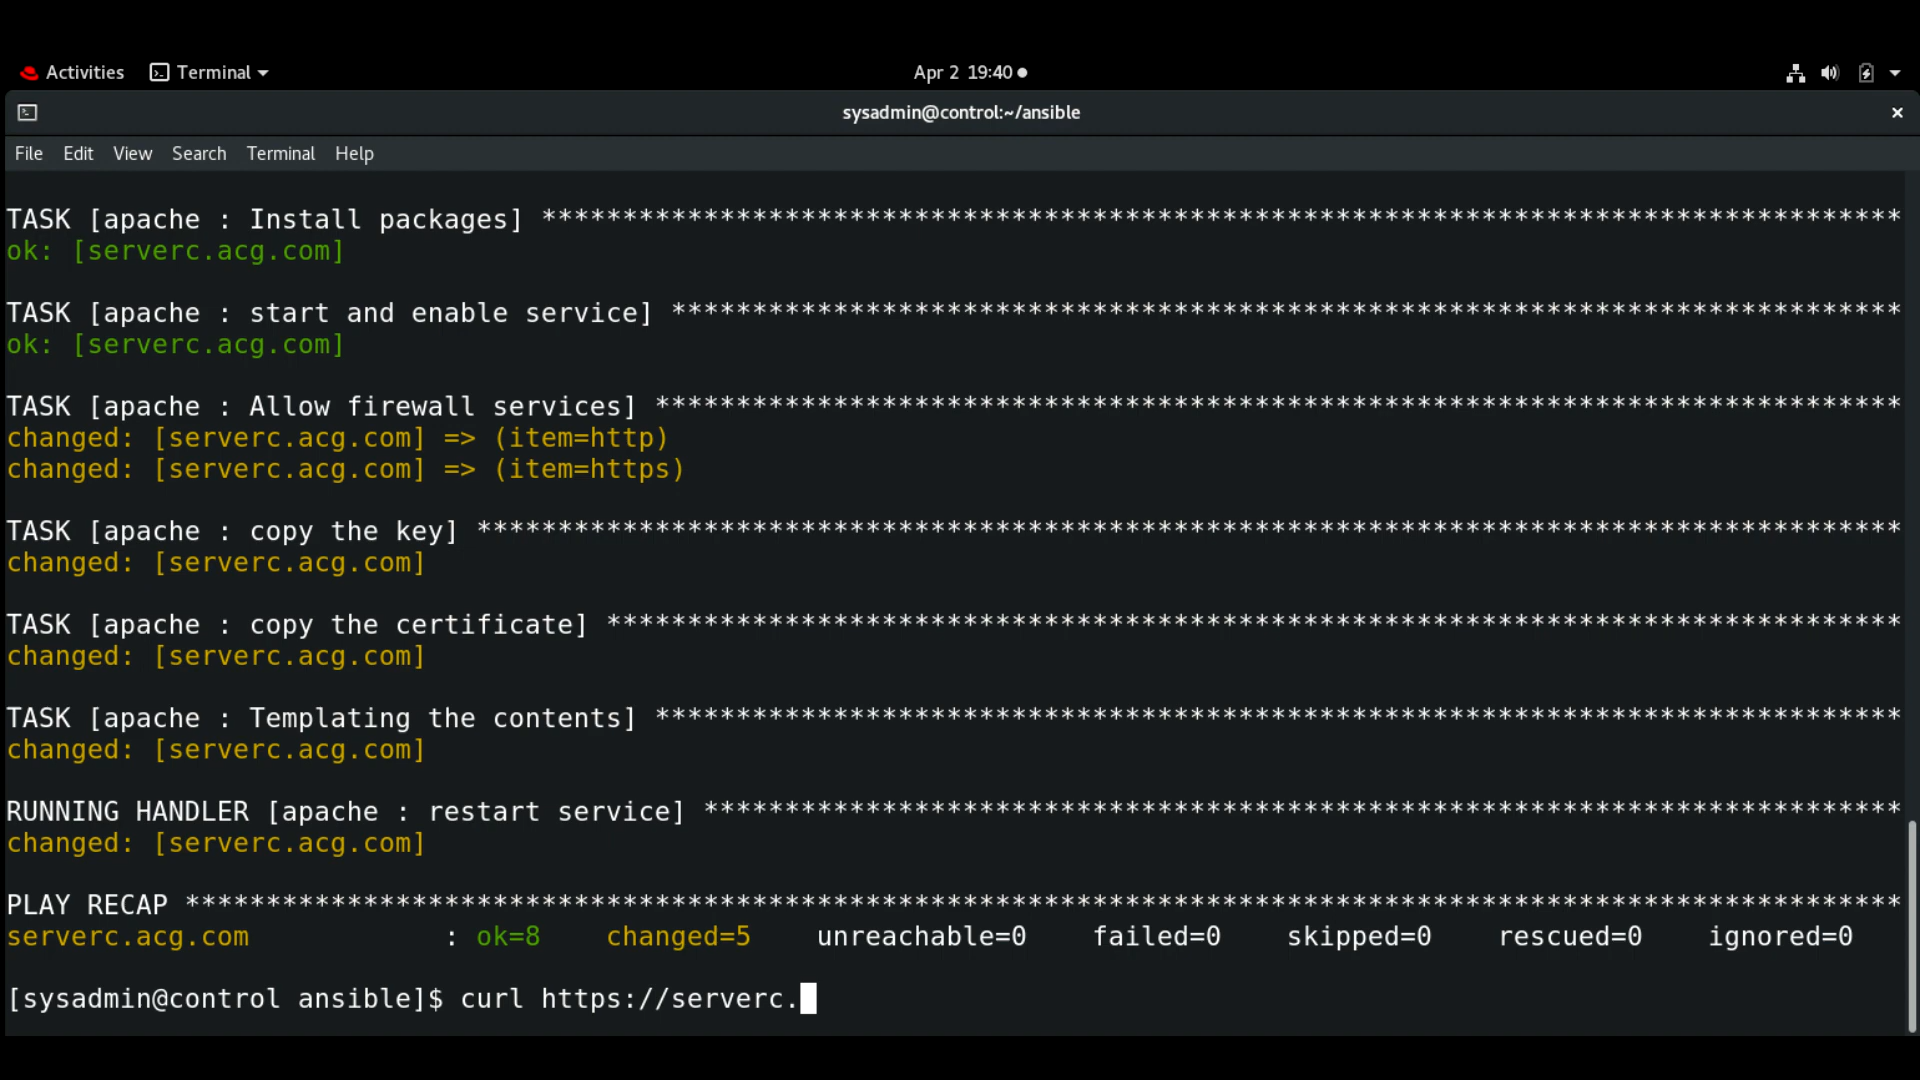 Activities Terminal Apr 2 19:40
sysadmin@control:~/ansible
File Edit View Search Terminal Help
TASK [apache : Install packages] ************************************************************************************
ok: [serverc.acg.com]
TASK [apache : start and enable service] ****************************************************************************
ok: [serverc.acg.com]
TASK [apache : Allow firewall services] *****************************************************************************
changed: [serverc.acg.com] => (item=http)
changed: [serverc.acg.com] => (item=https)
TASK [apache : copy the key] ****************************************************************************************
changed: [serverc.acg.com]
TASK [apache : copy the certificate] ********************************************************************************
changed: [serverc.acg.com]
TASK [apache : Templating the contents] *****************************************************************************
changed: [serverc.acg.com]
RUNNING HANDLER [apache : restart service] **************************************************************************
changed: [serverc.acg.com]
PLAY RECAP **********************************************************************************************************
serverc.acg.com : ok=8 changed=5 unreachable=0 failed=0 skipped=0 rescued=0 ignored=0
[sysadmin@control ansible]$ curl https://serverc.